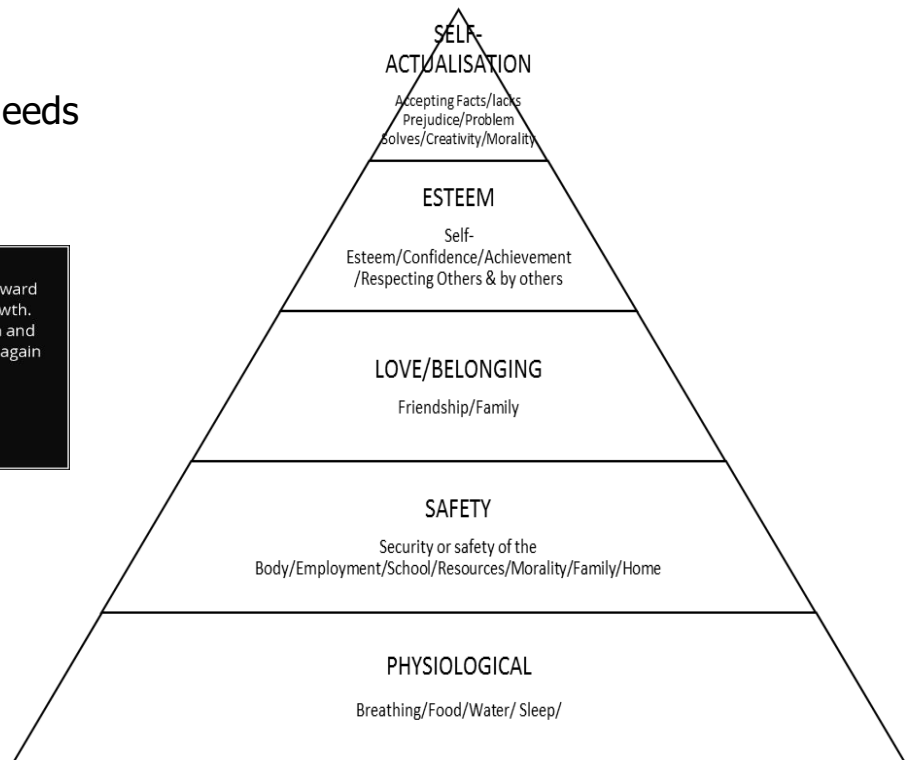 eeds
ward
wth.
and
again
SELF-
ACTUALISATION
Accepting Facts/lacks
Prejudice/Problem
Solves/Creativity/Morality
ESTEEM
Self-
Esteem/Confidence/Achievement
/Respecting Others & by others
LOVE/BELONGING
Friendship/Family
SAFETY
Security or safety of the
Body/Employment/School/Resources/Morality/Family/Home
PHYSIOLOGICAL
Breathing/Food/Water/ Sleep/